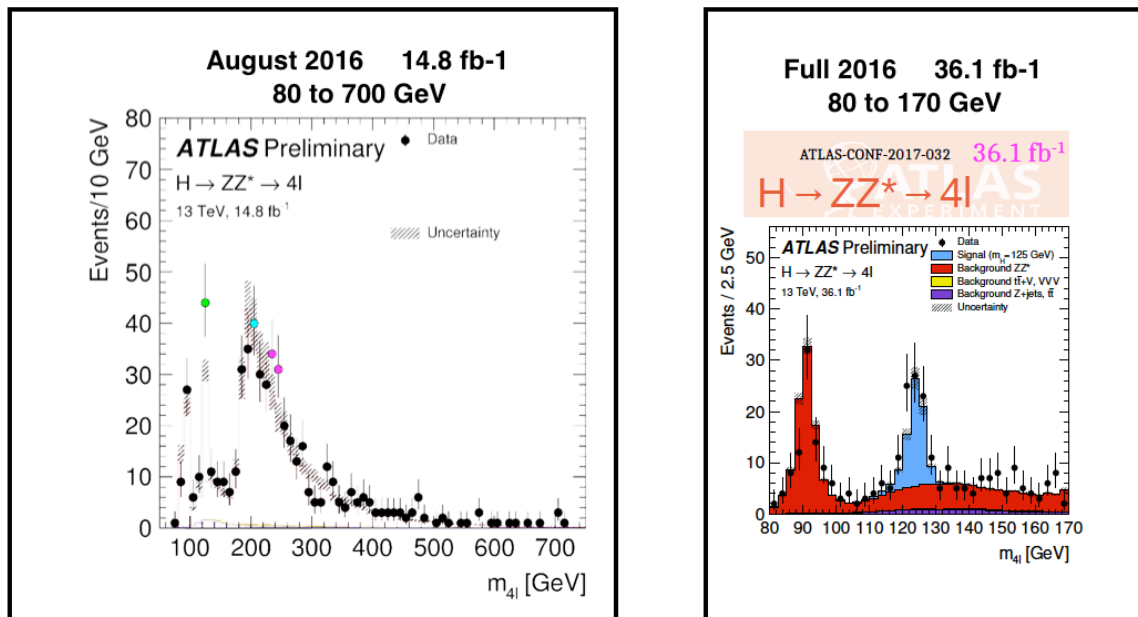 August 2016 14.8 fb-1
80 to 700 GeV
80
70
60
50
40
30
20
10
0
Events/10 GeV
ATLAS Preliminary
H → ZZ* → 4l
13 TeV, 14.8 fb⁻¹
Data
Uncertainty
100 200 300 400 500 600 700
m4l [GeV]
Full 2016 36.1 fb-1
80 to 170 GeV
ATLAS-CONF-2017-032 36.1 fb⁻¹
ATLAS
EXPERIMENT
H → ZZ* → 4l
60
50
40
30
20
10
0
Events / 2.5 GeV
ATLAS Preliminary
H → ZZ* → 4l
13 TeV, 36.1 fb⁻¹
Data
Signal (mH=125 GeV)
Background ZZ*
Background tt̄+V, VVV
Background Z+jets, tt̄
Uncertainty
80 90 100 110 120 130 140 150 160 170
m4l [GeV]